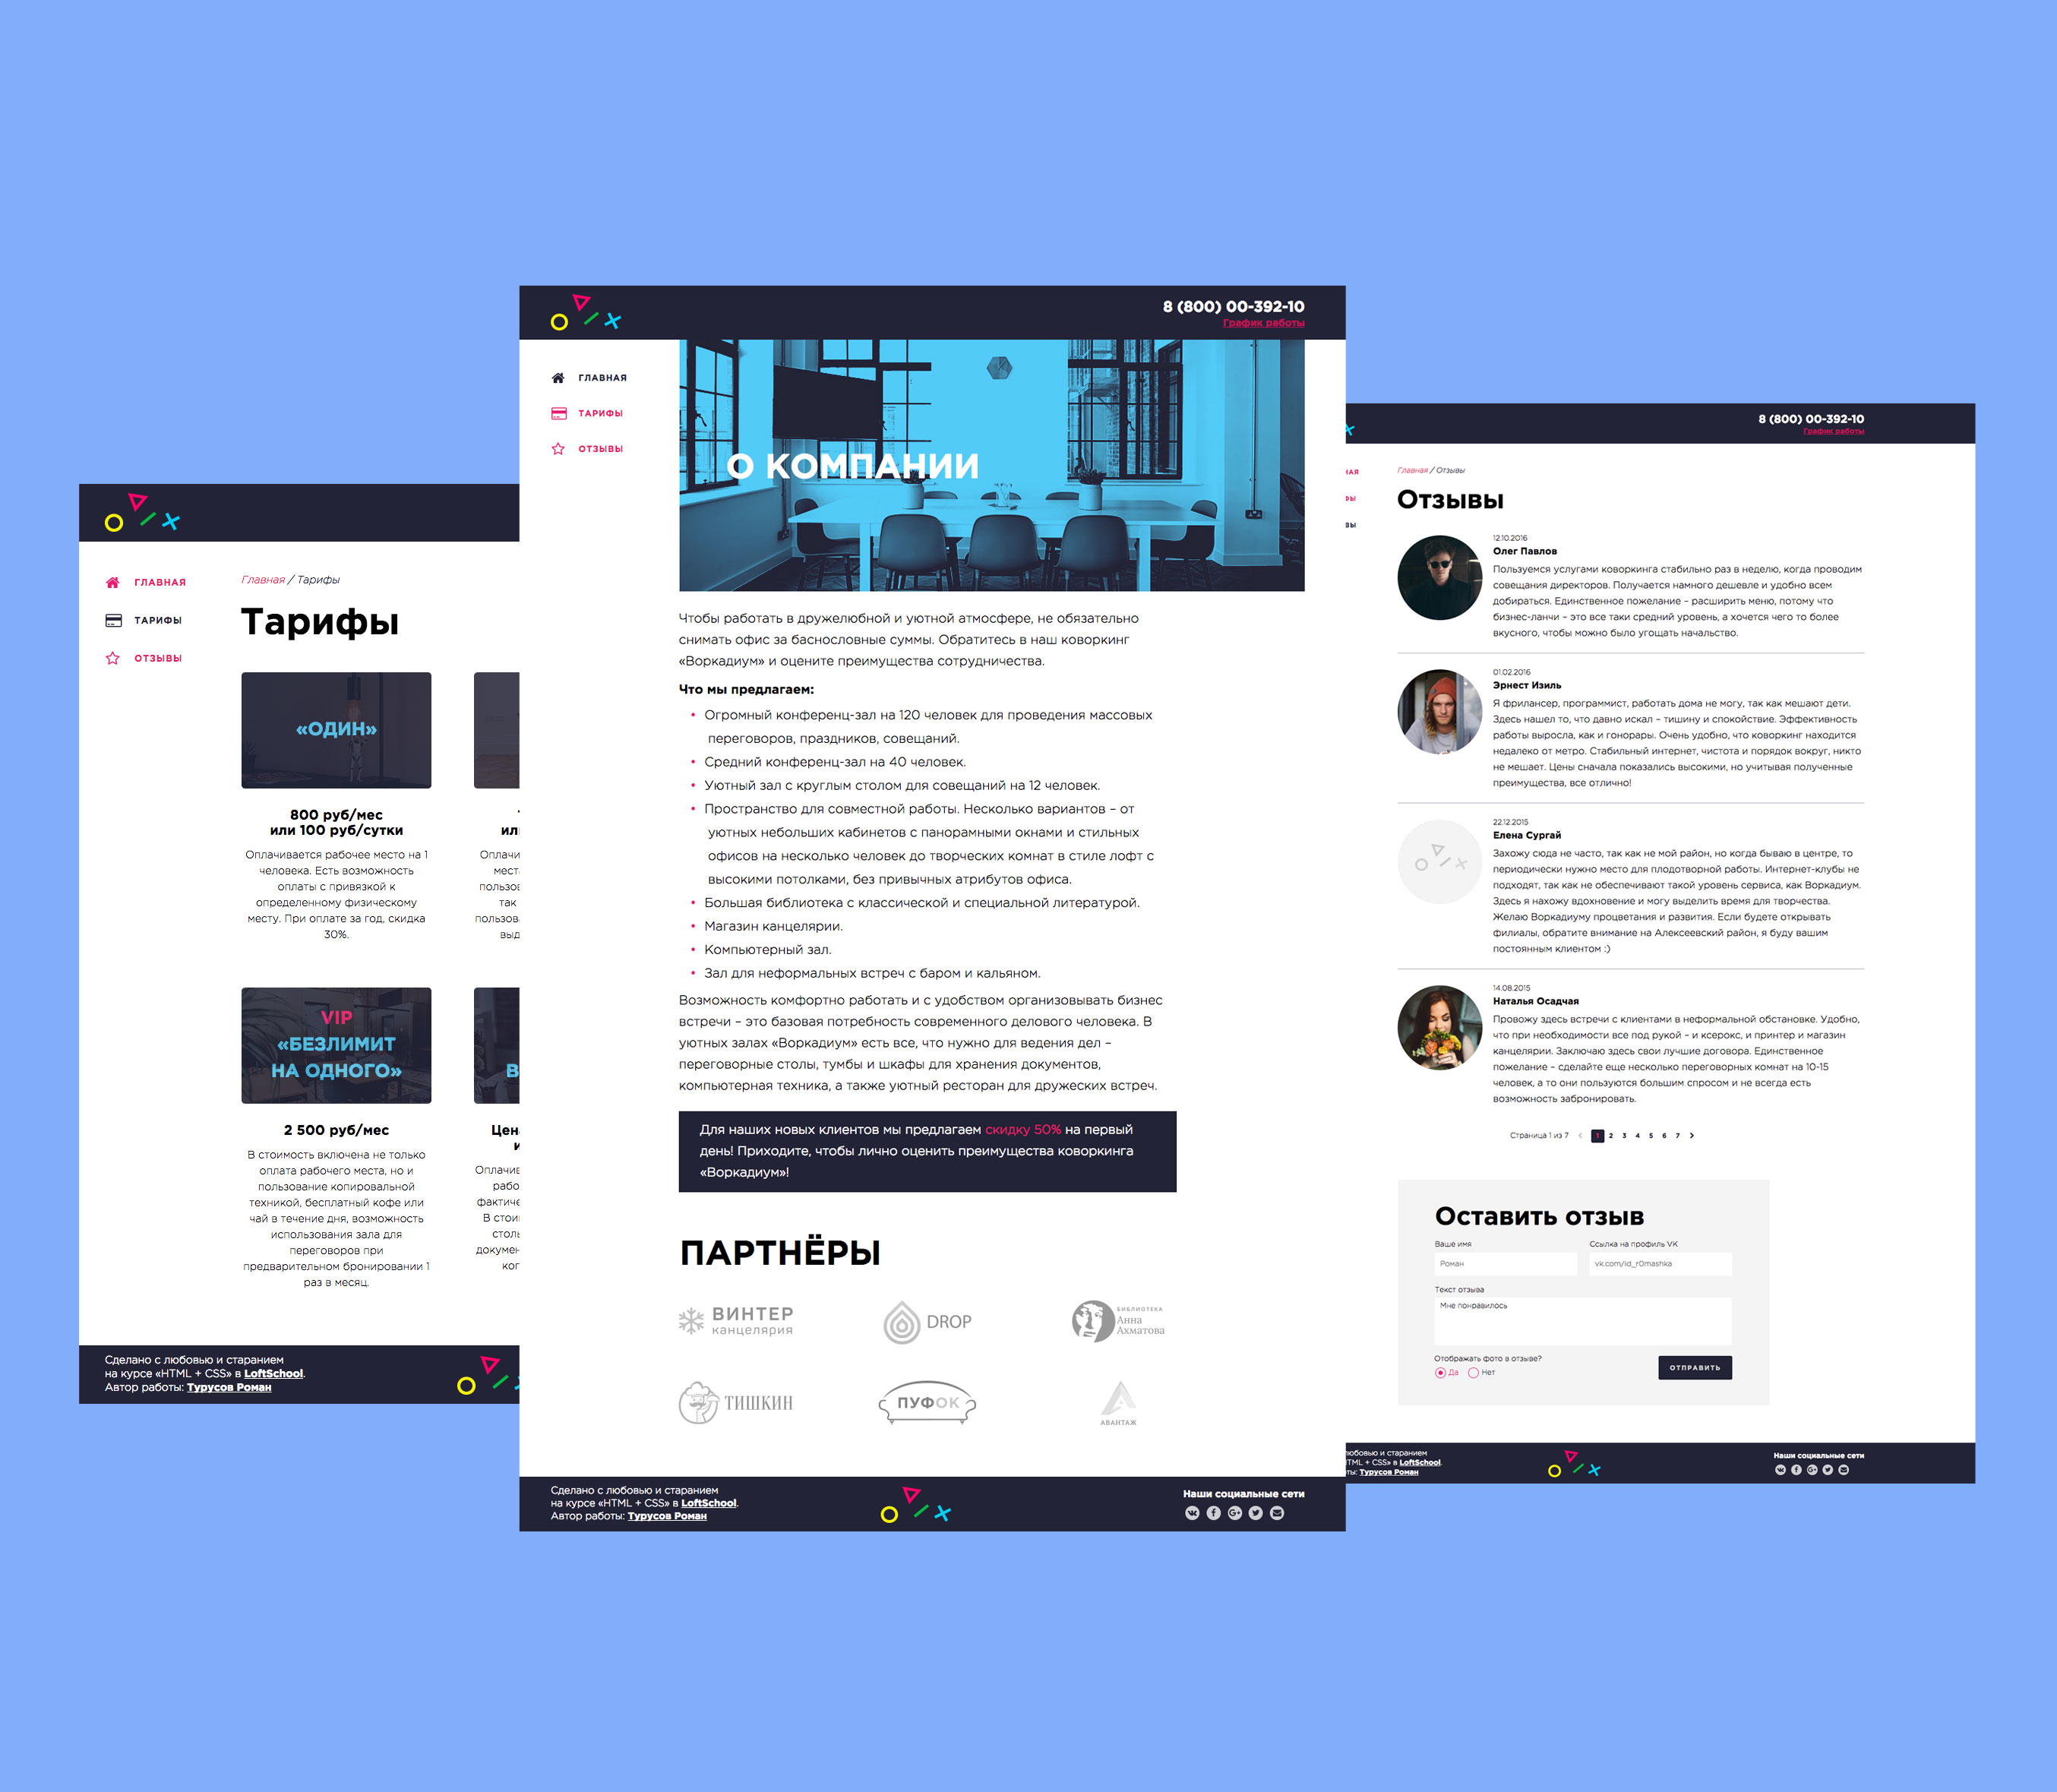 ГЛАВНАЯ
ТАРИФЫ
ОТЗЫВЫ
Главная / Тарифы
Тарифы
«ОДИН»
800 руб/мес
или 100 руб/сутки
Оплачивается рабочее место на 1
человека. Есть возможность
оплаты с привязкой к
определенному физическому
месту. При оплате за год, скидка
30%.
VIP
«БЕЗЛИМИТ
НА ОДНОГО»
2 500 руб/мес
В стоимость включена не только
оплата рабочего места, но и
пользование копировальной
техникой, бесплатный кофе или
чай в течение дня, возможность
использования зала для
переговоров при
предварительном бронировании 1
раз в месяц.
Сделано с любовью и старанием
на курсе «HTML + CSS» в LoftSchool.
Автор работы: Турусов Роман
8 (800) 00-392-10
График работы
ГЛАВНАЯ
ТАРИФЫ
ОТЗЫВЫ
О КОМПАНИИ
Чтобы работать в дружелюбной и уютной атмосфере, не обязательно
снимать офис за баснословные суммы. Обратитесь в наш коворкинг
«Воркадиум» и оцените преимущества сотрудничества.
Что мы предлагаем:
• Огромный конференц-зал на 120 человек для проведения массовых
переговоров, праздников, совещаний.
• Средний конференц-зал на 40 человек.
• Уютный зал с круглым столом для совещаний на 12 человек.
• Пространство для совместной работы. Несколько вариантов – от
уютных небольших кабинетов с панорамными окнами и стильных
офисов на несколько человек до творческих комнат в стиле лофт с
высокими потолками, без привычных атрибутов офиса.
• Большая библиотека с классической и специальной литературой.
• Магазин канцелярии.
• Компьютерный зал.
• Зал для неформальных встреч с баром и кальяном.
Возможность комфортно работать и с удобством организовывать бизнес
встречи – это базовая потребность современного делового человека. В
уютных залах «Воркадиум» есть все, что нужно для ведения дел –
переговорные столы, тумбы и шкафы для хранения документов,
компьютерная техника, а также уютный ресторан для дружеских встреч.
Для наших новых клиентов мы предлагаем скидку 50% на первый
день! Приходите, чтобы лично оценить преимущества коворкинга
«Воркадиум»!
ПАРТНЁРЫ
ВИНТЕР
канцелярия
DROP
БИБЛИОТЕКА
Анна
Ахматова
ТИШКИН
ПУФОК
АВАНТАЖ
Сделано с любовью и старанием
на курсе «HTML + CSS» в LoftSchool.
Автор работы: Турусов Роман
Наши социальные сети
8 (800) 00-392-10
График работы
Главная / Отзывы
Отзывы
12.10.2016
Олег Павлов
Пользуемся услугами коворкинга стабильно раз в неделю, когда проводим
совещания директоров. Получается намного дешевле и удобно всем
добираться. Единственное пожелание – расширить меню, потому что
бизнес-ланчи – это все таки средний уровень, а хочется чего то более
вкусного, чтобы можно было угощать начальство.
01.02.2016
Эрнест Изиль
Я фрилансер, программист, работать дома не могу, так как мешают дети.
Здесь нашел то, что давно искал – тишину и спокойствие. Эффективность
работы выросла, как и гонорары. Очень удобно, что коворкинг находится
недалеко от метро. Стабильный интернет, чистота и порядок вокруг, никто
не мешает. Цены сначала показались высокими, но учитывая полученные
преимущества, все отлично!
22.12.2015
Елена Сургай
Захожу сюда не часто, так как не мой район, но когда бываю в центре, то
периодически нужно место для плодотворной работы. Интернет-клубы не
подходят, так как не обеспечивают такой уровень сервиса, как Воркадиум.
Здесь я нахожу вдохновение и могу выделить время для творчества.
Желаю Воркадиуму процветания и развития. Если будете открывать
филиалы, обратите внимание на Алексеевский район, я буду вашим
постоянным клиентом :)
14.08.2015
Наталья Осадчая
Провожу здесь встречи с клиентами в неформальной обстановке. Удобно,
что при необходимости все под рукой – и ксерокс, и принтер и магазин
канцелярии. Заключаю здесь свои лучшие договора. Единственное
пожелание – сделайте еще несколько переговорных комнат на 10-15
человек, а то они пользуются большим спросом и не всегда есть
возможность забронировать.
Страница 1 из 7 < 1 2 3 4 5 6 7 >
Оставить отзыв
Ваше имя
Ссылка на профиль VK
Роман
vk.com/id_r0mashka
Текст отзыва
Мне понравилось
Отображать фото в отзыве?
Да Нет
ОТПРАВИТЬ
любовью и старанием
TML + CSS» в LoftSchool.
ты: Турусов Роман
Наши социальные сети